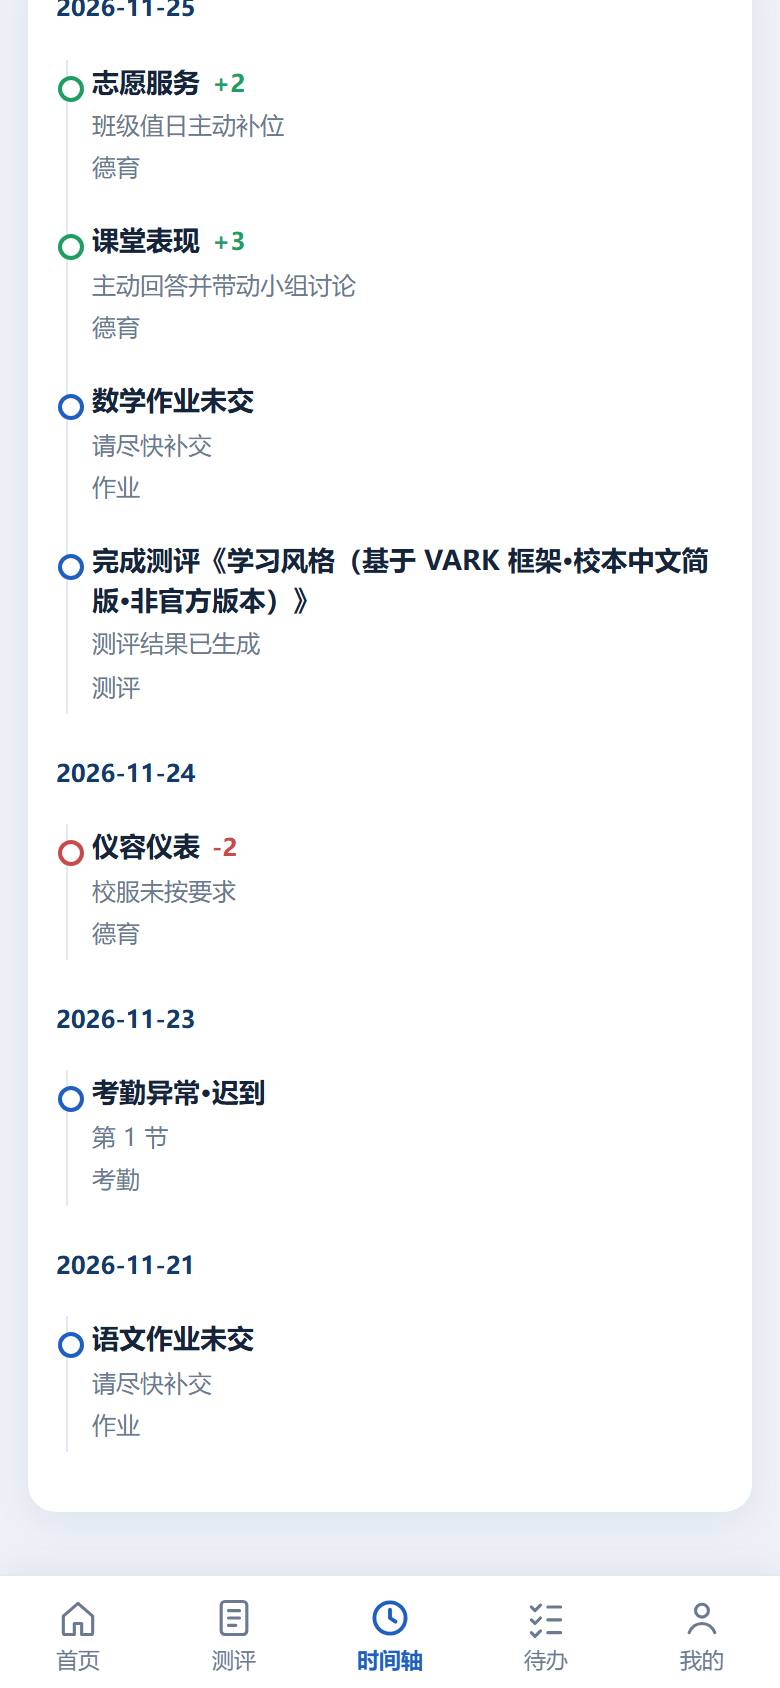 2026-11-25
志愿服务 +2
班级值日主动补位
德育
课堂表现 +3
主动回答并带动小组讨论
德育
数学作业未交
请尽快补交
作业
完成测评《学习风格（基于 VARK 框架•校本中文简
版•非官方版本）》
测评结果已生成
测评
2026-11-24
仪容仪表 -2
校服未按要求
德育
2026-11-23
考勤异常•迟到
第 1 节
考勤
2026-11-21
语文作业未交
请尽快补交
作业
首页 测评 时间轴 待办 我的